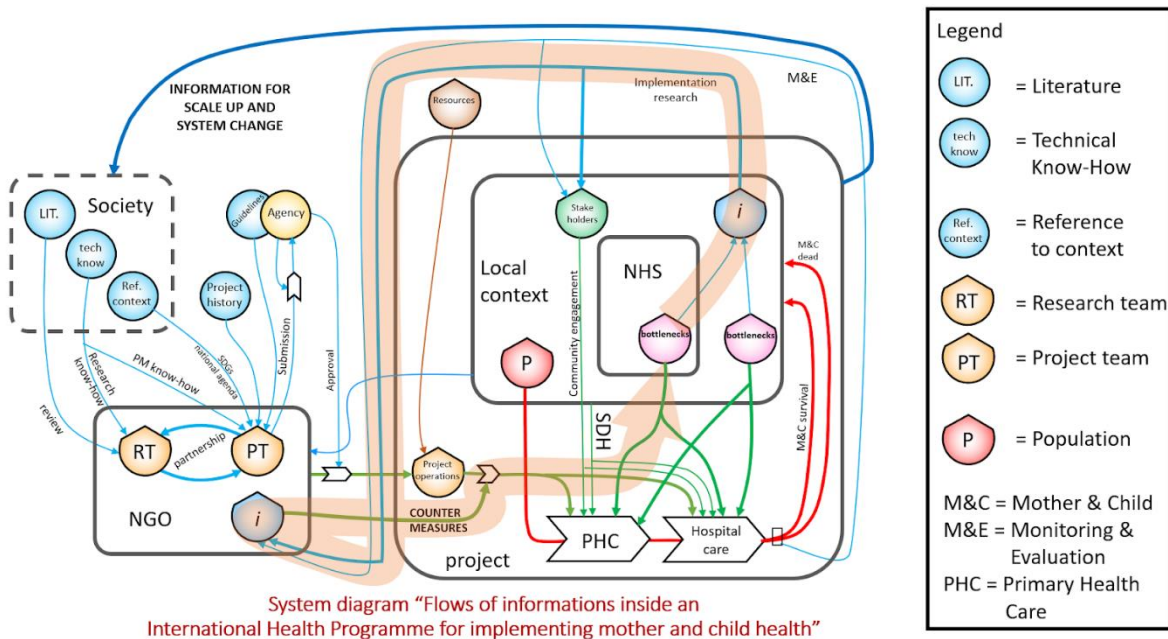 INFORMATION FOR
SCALE UP AND
SYSTEM CHANGE
Resources
Implementation
research
M&E
LIT.
Society
tech
know
Ref.
context
Guidelines
Agency
Project
history
Submission
Approval
SDGs
national agenda
PM know-how
Research
know-how
review
RT
partnership
PT
NGO
i
COUNTER
MEASURES
Project
operations
Stake
holders
i
Local
context
NHS
bottlenecks
bottlenecks
P
Community engagement
SDH
M&C
dead
M&C survival
PHC
Hospital
care
project
System diagram “Flows of informations inside an
International Health Programme for implementing mother and child health”
Legend
LIT.
= Literature
tech
know
= Technical
Know-How
Ref.
context
= Reference
to context
RT
= Research team
PT
= Project team
P
= Population
M&C = Mother & Child
M&E = Monitoring &
Evaluation
PHC = Primary Health
Care